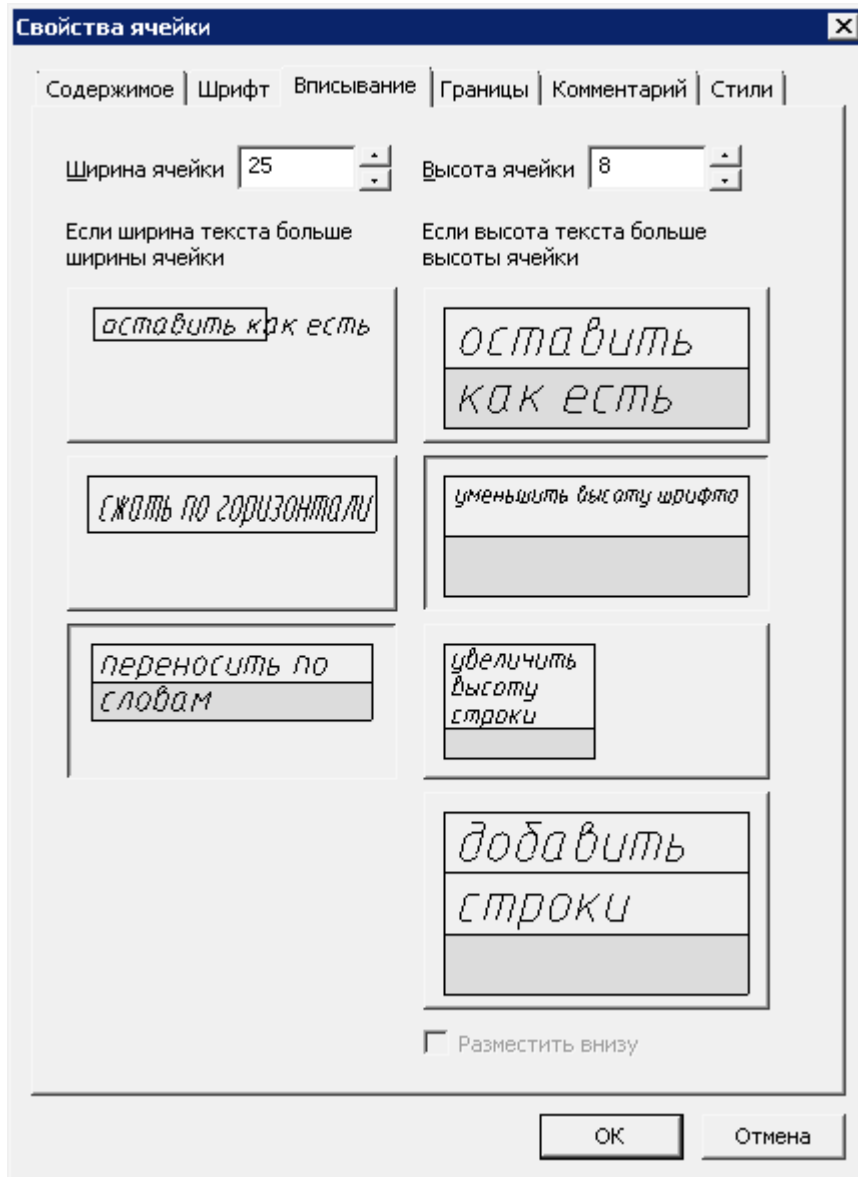 Свойства ячейки
Содержимое
Шрифт
Вписывание
Границы
Комментарий
Стили
Ширина ячейки 25
Высота ячейки 8
Если ширина текста больше
ширины ячейки
Если высота текста больше
высоты ячейки
оставить как есть
оставить
как есть
сжать по горизонтали
уменьшить высоту шрифта
переносить по
словам
увеличить
высоту
строки
добавить
строки
Разместить внизу
ОК
Отмена